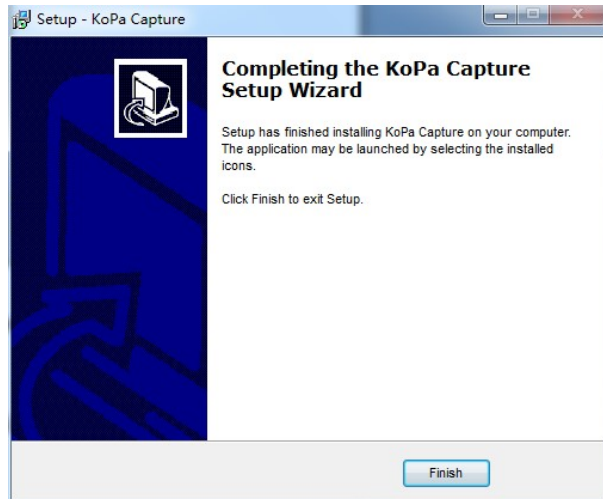 Setup - KoPa Capture
Completing the KoPa Capture
Setup Wizard
Setup has finished installing KoPa Capture on your computer.
The application may be launched by selecting the installed
icons.
Click Finish to exit Setup.
Finish